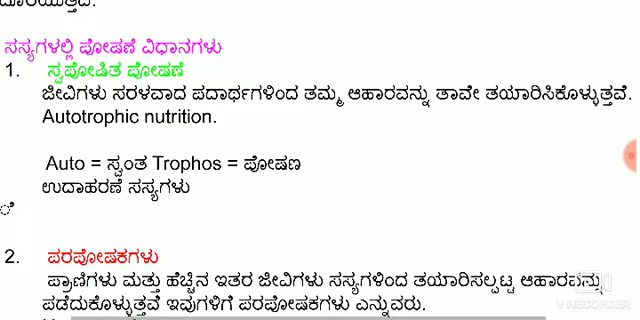 ದೊರೆಯುತ್ತದೆ.
ಸಸ್ಯಗಳಲ್ಲಿ ಪೋಷಣೆ ವಿಧಾನಗಳು
1. ಸ್ವಪೋಷಿತ ಪೋಷಣೆ
ಜೀವಿಗಳು ಸರಳವಾದ ಪದಾರ್ಥಗಳಿಂದ ತಮ್ಮ ಆಹಾರವನ್ನು ತಾವೇ ತಯಾರಿಸಿಕೊಳ್ಳುತ್ತವೆ.
Autotrophic nutrition.
Auto = ಸ್ವಂತ Trophos = ಪೋಷಣ
ಉದಾಹರಣೆ ಸಸ್ಯಗಳು
ಿ
2. ಪರಪೋಷಕಗಳು
ಪ್ರಾಣಿಗಳು ಮತ್ತು ಹೆಚ್ಚಿನ ಇತರ ಜೀವಿಗಳು ಸಸ್ಯಗಳಿಂದ ತಯಾರಿಸಲ್ಪಟ್ಟ ಆಹಾರವನ್ನು
ಪಡೆದುಕೊಳ್ಳುತ್ತವೆ ಇವುಗಳಿಗೆ ಪರಪೋಷಕಗಳು ಎನ್ನುವರು.